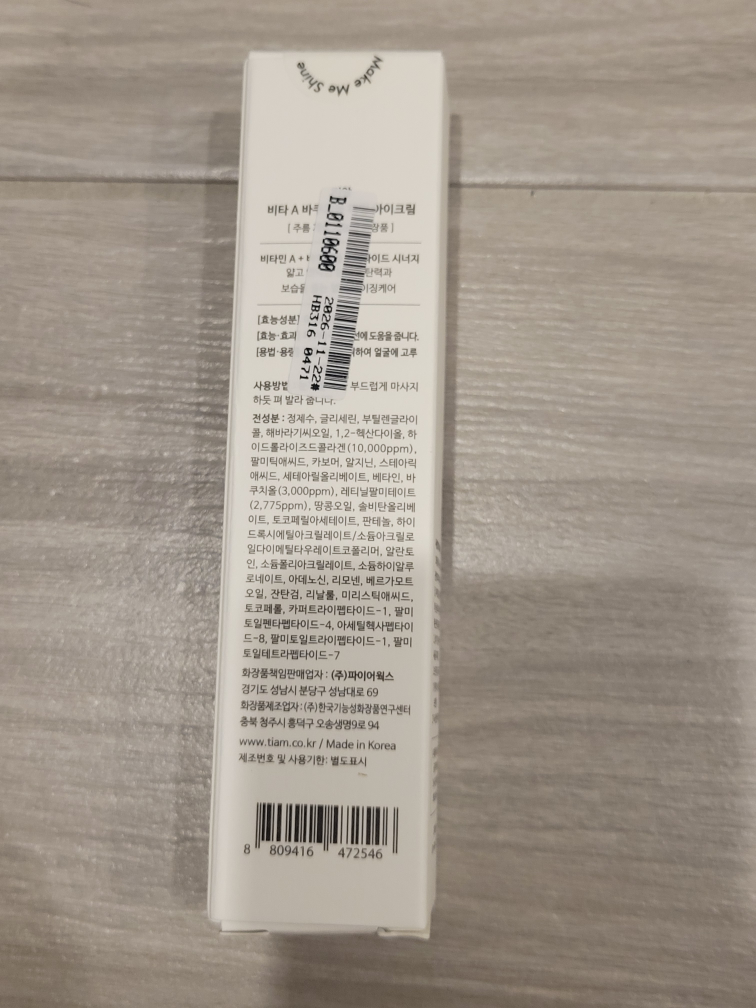 Make Me Shine
비타 A 바쿠 아이크림
[ 주름
장품 ]
비타민 A +
이드 시너지
얇고
탄력과
보습을
이징케어
[효능성분]
[효능·효과
선에 도움을 줍니다.
[용법·용량
하여 얼굴에 고루
사용방법
부드럽게 마사지
하듯 펴 발라 줍니다.
전성분 : 정제수, 글리세린, 부틸렌글라이
콜, 해바라기씨오일, 1,2-헥산다이올, 하
이드롤라이즈드콜라겐(10,000ppm),
팔미틱애씨드, 카보머, 알지닌, 스테아릭
애씨드, 세테아릴올리베이트, 베타인, 바
쿠치올(3,000ppm), 레티닐팔미테이트
(2,775ppm), 땅콩오일, 솔비탄올리베
이트, 토코페릴아세테이트, 판테놀, 하이
드록시에틸아크릴레이트/소듐아크릴로
일다이메틸타우레이트코폴리머, 알란토
인, 소듐폴리아크릴레이트, 소듐하이알루
로네이트, 아데노신, 리모넨, 베르가모트
오일, 잔탄검, 리날룰, 미리스틱애씨드,
토코페롤, 카퍼트라이펩타이드-1, 팔미
토일펜타펩타이드-4, 아세틸헥사펩타이
드-8, 팔미토일트라이펩타이드-1, 팔미
토일테트라펩타이드-7
화장품책임판매업자 : (주)파이어웍스
경기도 성남시 분당구 성남대로 69
화장품제조업자 : (주)한국기능성화장품연구센터
충북 청주시 흥덕구 오송생명9로 94
www.tiam.co.kr / Made in Korea
제조번호 및 사용기한: 별도표시
8 809416 472546
B_0110600
2026-11-22#
HB316 0471